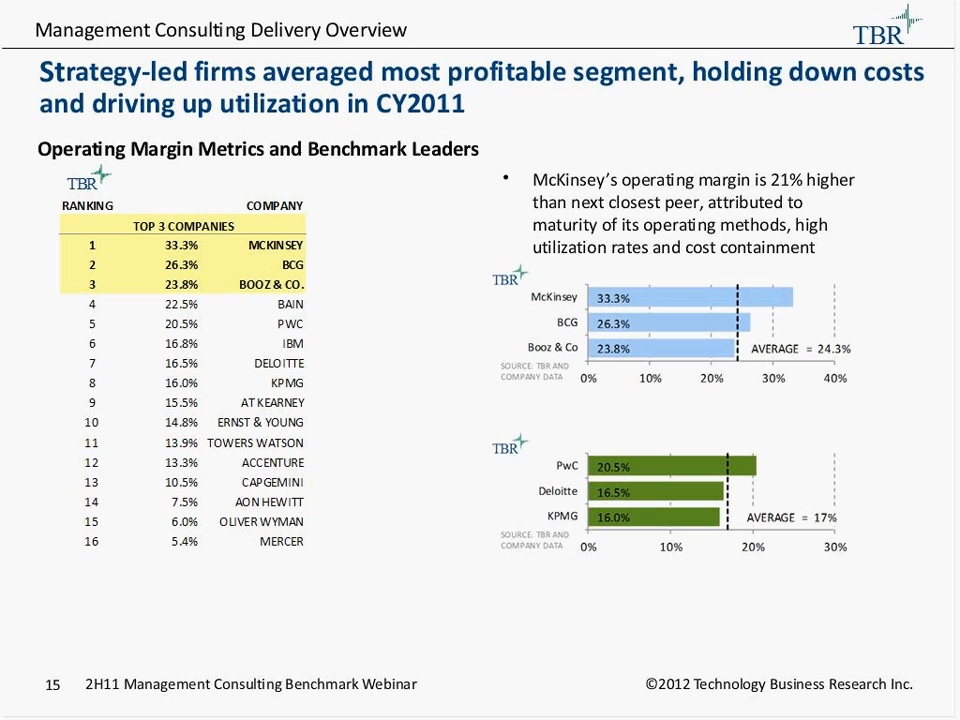 Management Consulting Delivery Overview
TBR
Strategy-led firms averaged most profitable segment, holding down costs
and driving up utilization in CY2011
Operating Margin Metrics and Benchmark Leaders
TBR
RANKING COMPANY
TOP 3 COMPANIES
1 33.3% MCKINSEY
2 26.3% BCG
3 23.8% BOOZ & CO.
4 22.5% BAIN
5 20.5% PWC
6 16.8% IBM
7 16.5% DELOITTE
8 16.0% KPMG
9 15.5% AT KEARNEY
10 14.8% ERNST & YOUNG
11 13.9% TOWERS WATSON
12 13.3% ACCENTURE
13 10.5% CAPGEMINI
14 7.5% AON HEWITT
15 6.0% OLIVER WYMAN
16 5.4% MERCER
• McKinsey's operating margin is 21% higher
than next closest peer, attributed to
maturity of its operating methods, high
utilization rates and cost containment
TBR
McKinsey 33.3%
BCG 26.3%
Booz & Co 23.8% AVERAGE = 24.3%
SOURCE: TBR AND
COMPANY DATA
0% 10% 20% 30% 40%
TBR
PwC 20.5%
Deloitte 16.5%
KPMG 16.0% AVERAGE = 17%
SOURCE: TBR AND
COMPANY DATA
0% 10% 20% 30%
15 2H11 Management Consulting Benchmark Webinar ©2012 Technology Business Research Inc.